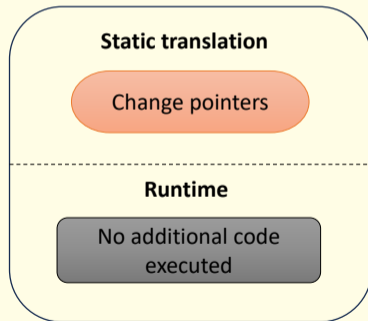 Static translation
Change pointers
Runtime
No additional code
executed